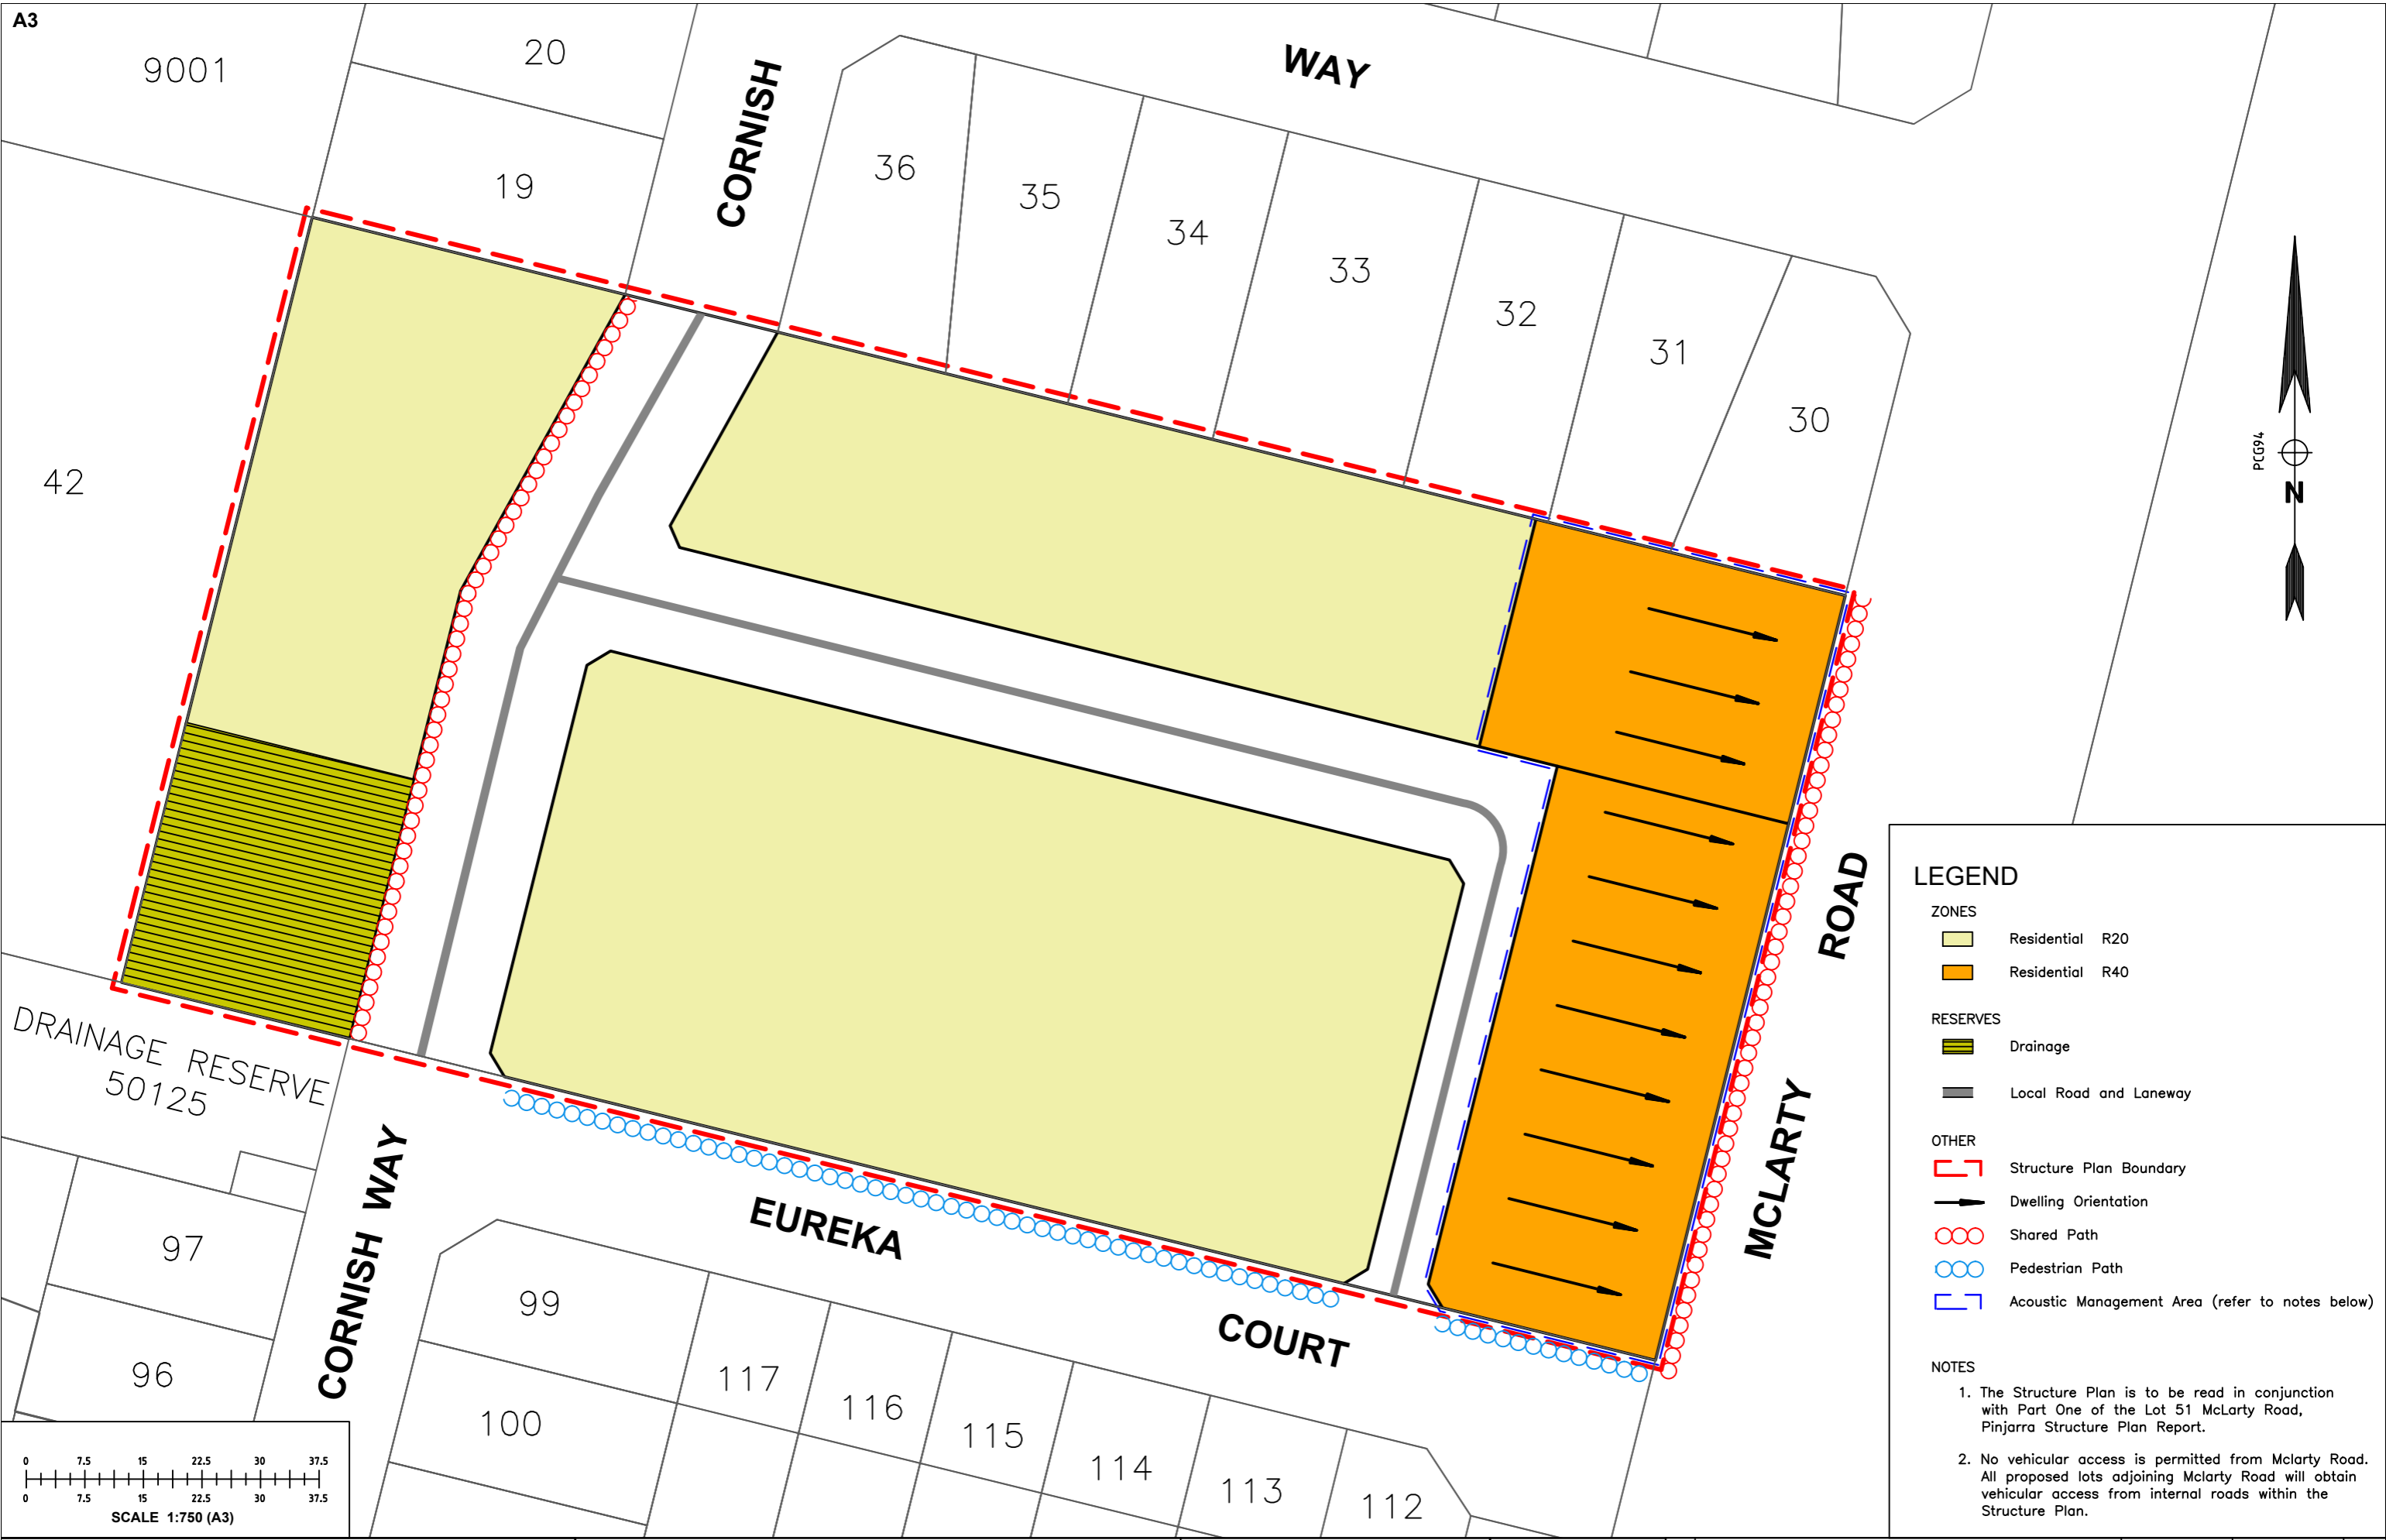 A3
9001
20
19
CORNISH
WAY
36
35
34
33
32
31
30
42
PCG94
N
DRAINAGE RESERVE
50125
97
96
CORNISH WAY
EUREKA
COURT
MCLARTY
ROAD
99
100
117
116
115
114
113
112
0 7.5 15 22.5 30 37.5
0 7.5 15 22.5 30 37.5
SCALE 1:750 (A3)
LEGEND
ZONES
Residential R20
Residential R40
RESERVES
Drainage
Local Road and Laneway
OTHER
Structure Plan Boundary
Dwelling Orientation
Shared Path
Pedestrian Path
Acoustic Management Area (refer to notes below)
NOTES
1. The Structure Plan is to be read in conjunction
with Part One of the Lot 51 McLarty Road,
Pinjarra Structure Plan Report.
2. No vehicular access is permitted from Mclarty Road.
All proposed lots adjoining Mclarty Road will obtain
vehicular access from internal roads within the
Structure Plan.